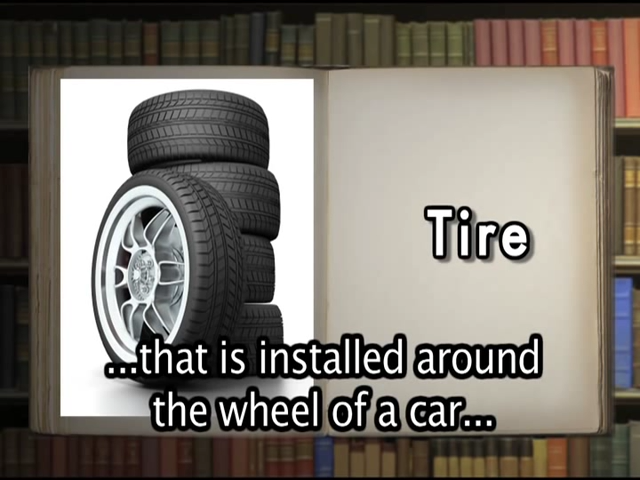 Tire
...that is installed around
the wheel of a car...